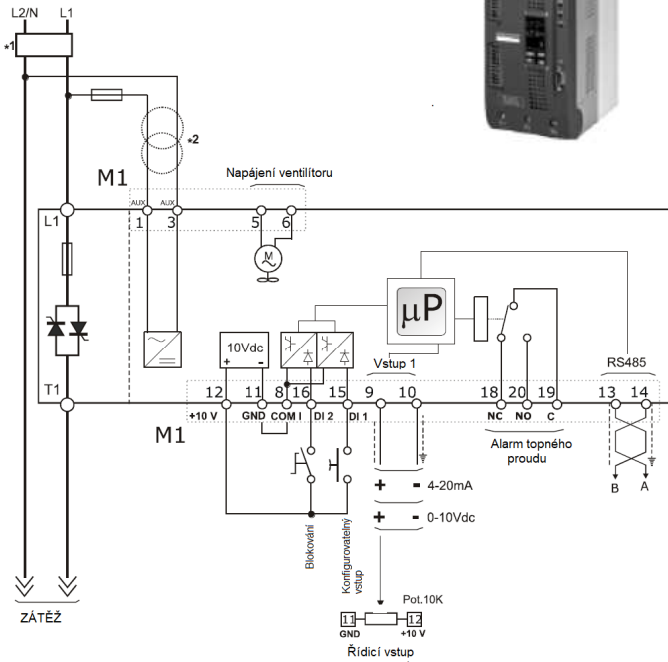 L2/N L1
*1
*2
Napájení ventilítoru
M1
AUX AUX
L1 1 3 5 6
M
µP
10Vdc
+ -
Vstup 1
RS485
T1
12 11 8 16 15 9 10 18 20 19 13 14
+10 V GND COM I DI 2 DI 1 NC NO C
M1
Alarm topného
proudu
+ - 4-20mA
B A
+ - 0-10Vdc
Blokování
Konfigurovatelný
vstup
ZÁTĚŽ
Pot.10K
11 12
GND +10 V
Řídicí vstup